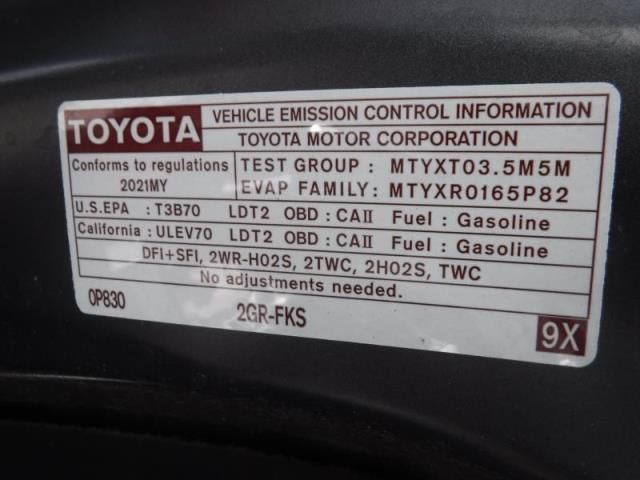 TOYOTA
VEHICLE EMISSION CONTROL INFORMATION
TOYOTA MOTOR CORPORATION
Conforms to regulations
2021MY
TEST GROUP : MTYXT03.5M5M
EVAP FAMILY: MTYXR0165P82
U.S.EPA : T3B70 LDT2 OBD : CAII Fuel : Gasoline
California : ULEV70 LDT2 OBD : CAII Fuel : Gasoline
DFI+SFI, 2WR-HO2S, 2TWC, 2HO2S, TWC
No adjustments needed.
0P830
2GR-FKS
9X